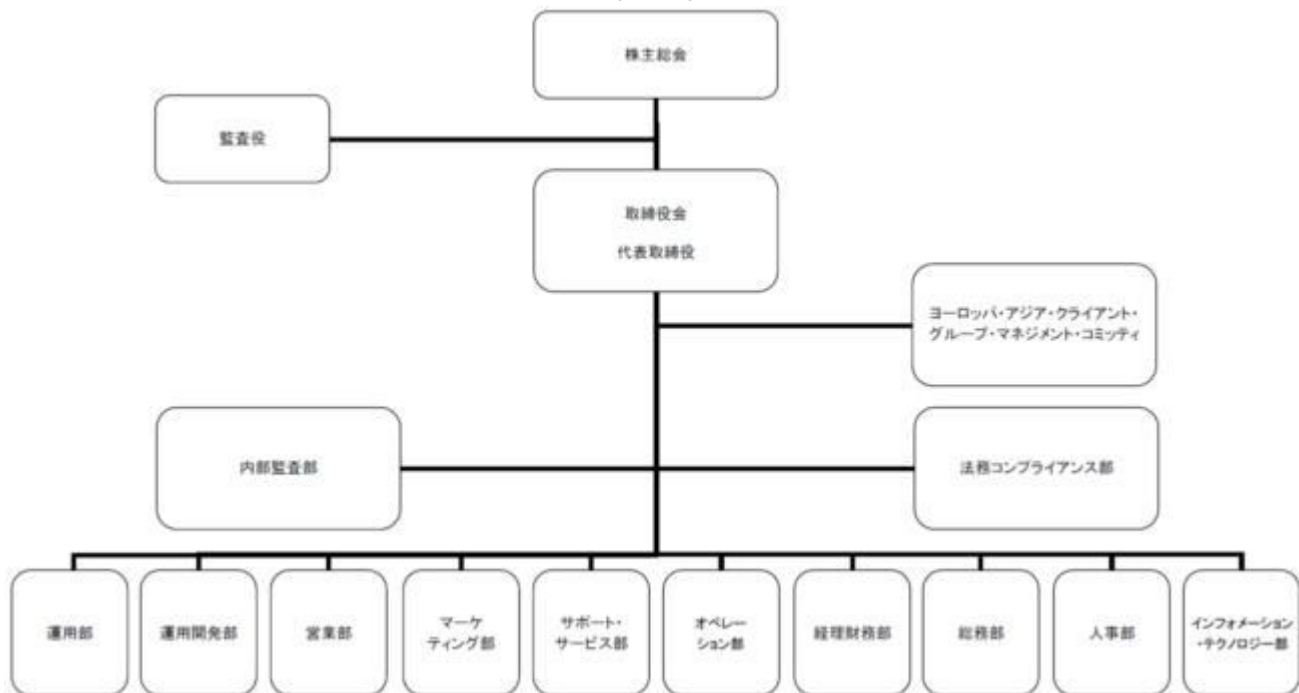 株主総会
監査役
取締役会
代表取締役
ヨーロッパ・アジア・クライアント・
グループ・マネジメント・コミッティ
内部監査部
法務コンプライアンス部
運用部
運用開発部
営業部
マーケ
ティング部
サポート・
サービス部
オペレー
ション部
経理財務部
総務部
人事部
インフォメーション
・テクノロジー部